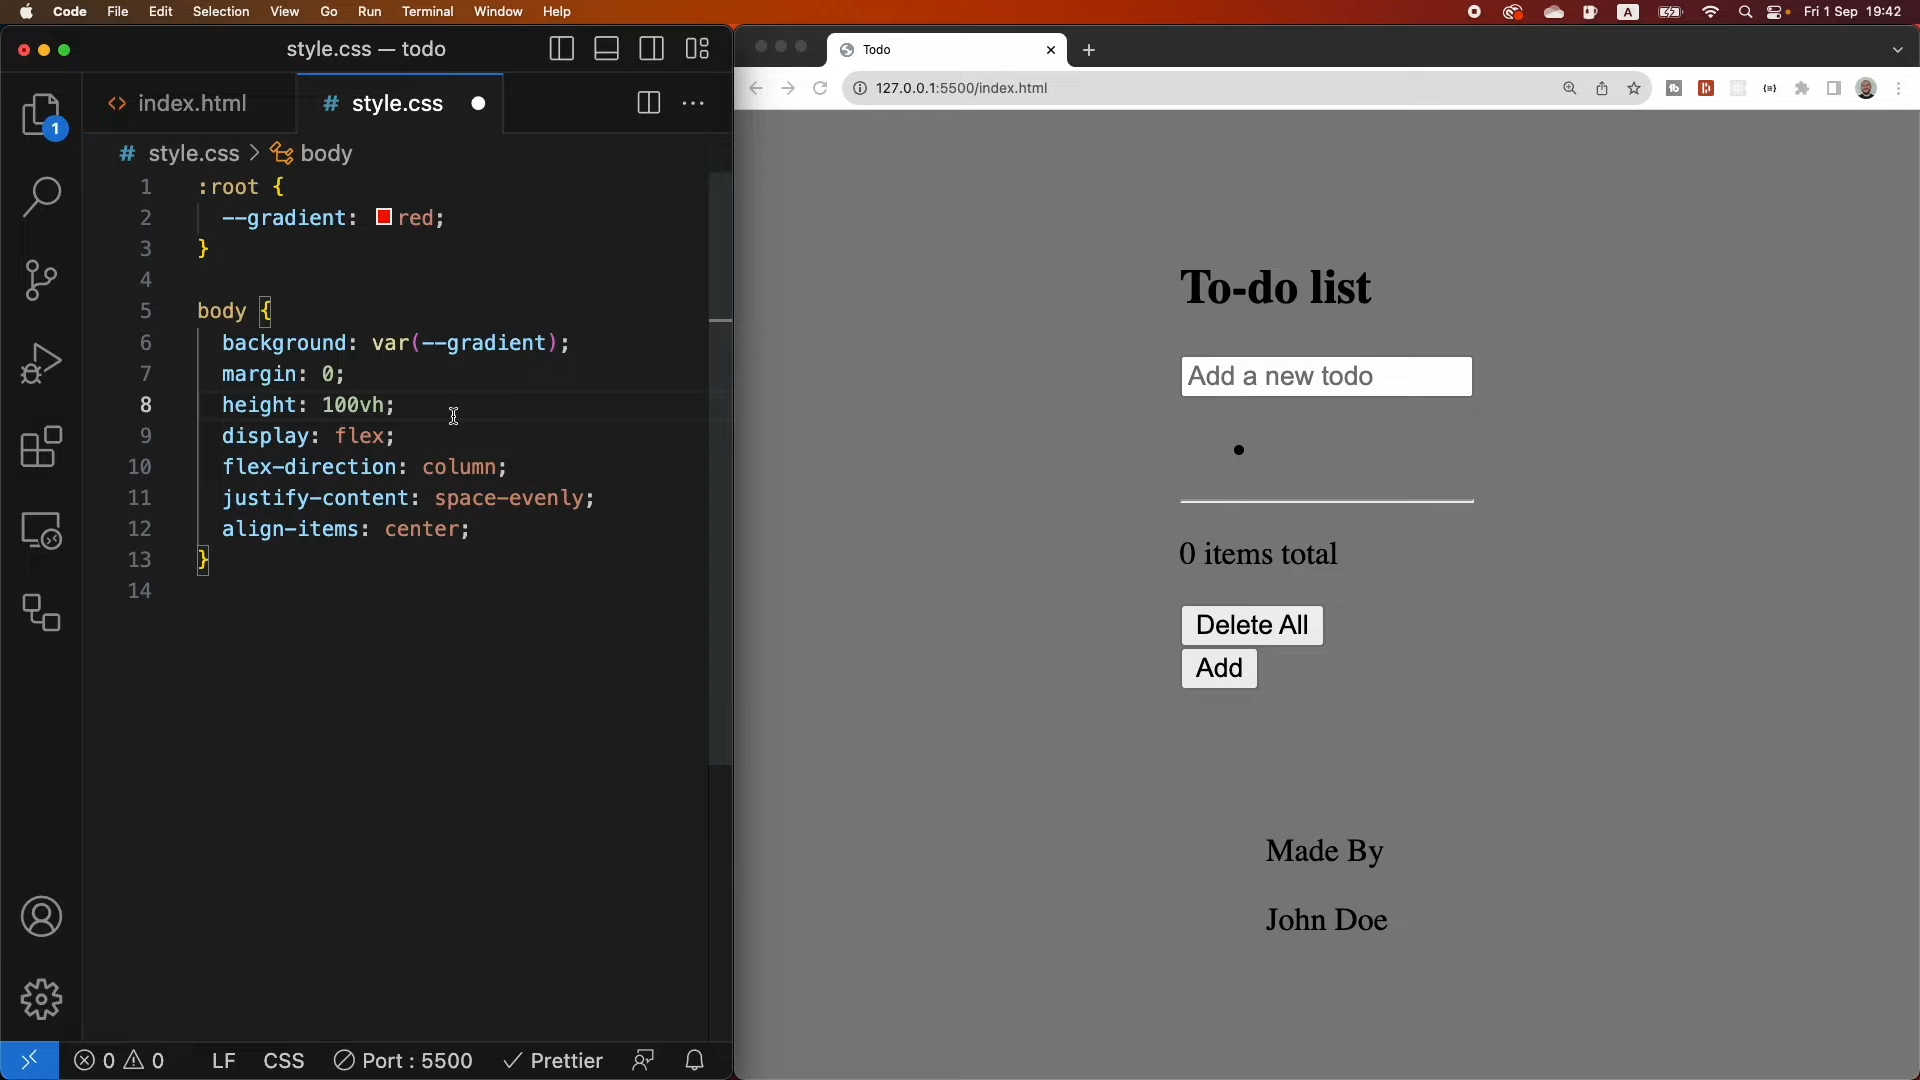 Code File Edit Selection View Go Run Terminal Window Help
A Fri 1 Sep 19:42
style.css — todo
index.html
# style.css
# style.css > body
1 :root {
2 --gradient: red;
3 }
4
5 body {
6 background: var(--gradient);
7 margin: 0;
8 height: 100vh;
9 display: flex;
10 flex-direction: column;
11 justify-content: space-evenly;
12 align-items: center;
13 }
14
1
0 0 LF CSS Port : 5500 Prettier
Todo
127.0.0.1:5500/index.html
To-do list
Add a new todo
0 items total
Delete All
Add
Made By
John Doe